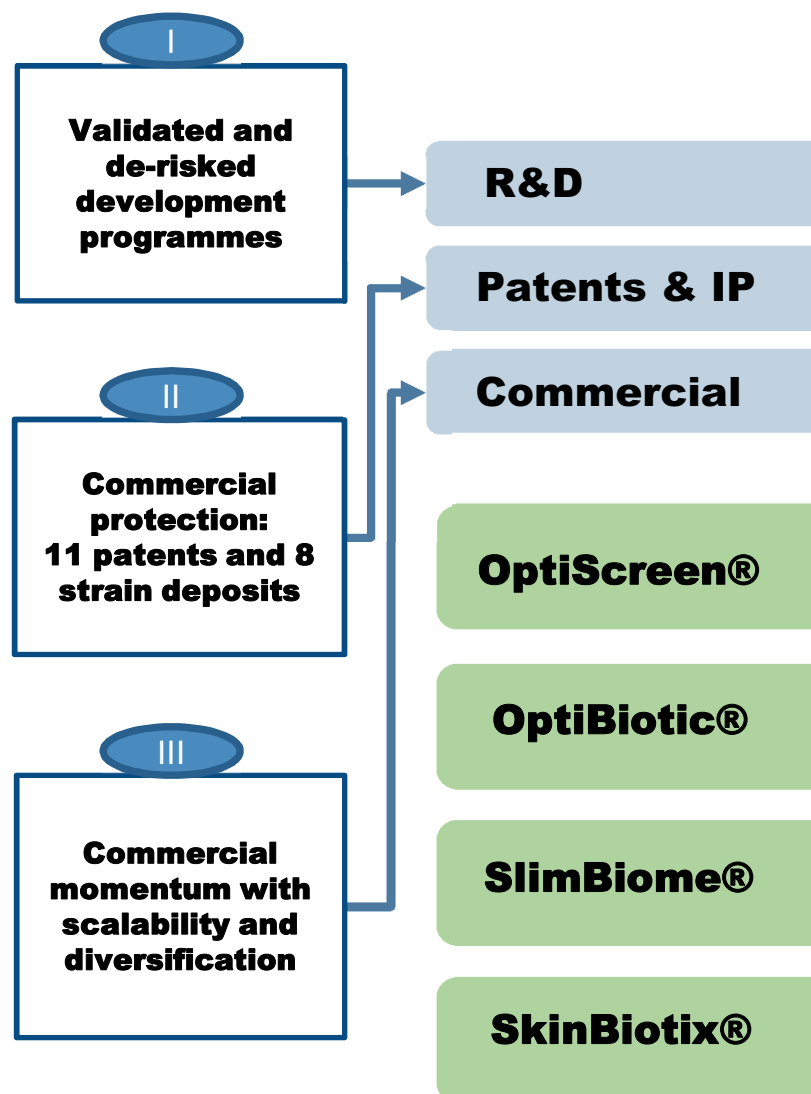 I
Validated and
de-risked
development
programmes
II
Commercial
protection:
11 patents and 8
strain deposits
III
Commercial
momentum with
scalability and
diversification
R&D
Patents & IP
Commercial
OptiScreen®
OptiBiotic®
SlimBiome®
SkinBiotix®